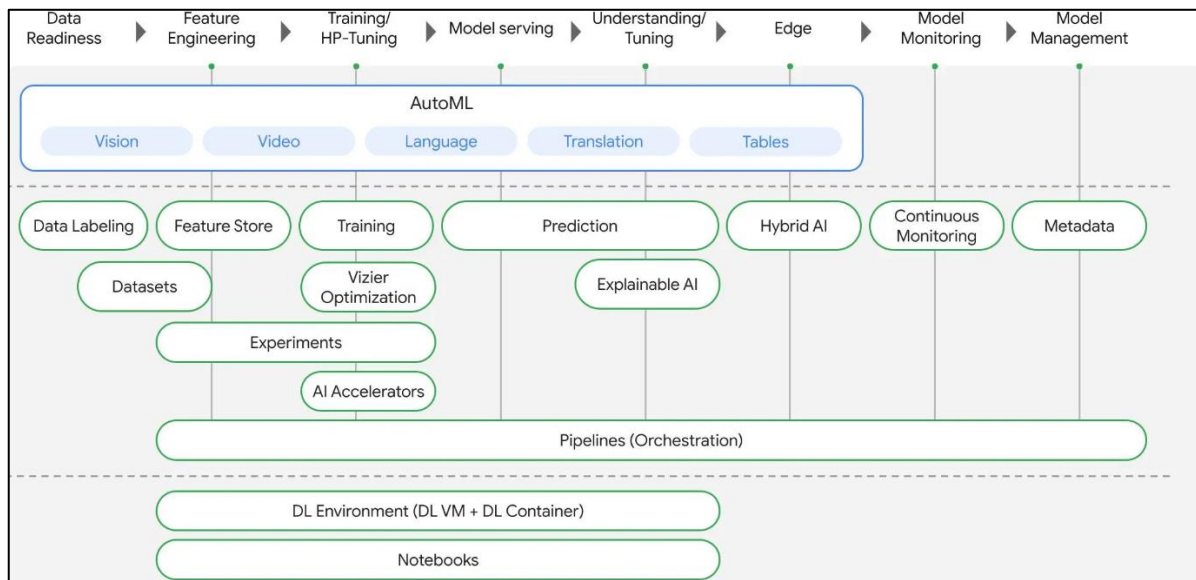 Data
Readiness
Feature
Engineering
Training/
HP-Tuning
Model serving
Understanding/
Tuning
Edge
Model
Monitoring
Model
Management
AutoML
Vision
Video
Language
Translation
Tables
Data Labeling
Feature Store
Training
Prediction
Hybrid AI
Continuous
Monitoring
Metadata
Datasets
Vizier
Optimization
Explainable AI
Experiments
AI Accelerators
Pipelines (Orchestration)
DL Environment (DL VM + DL Container)
Notebooks